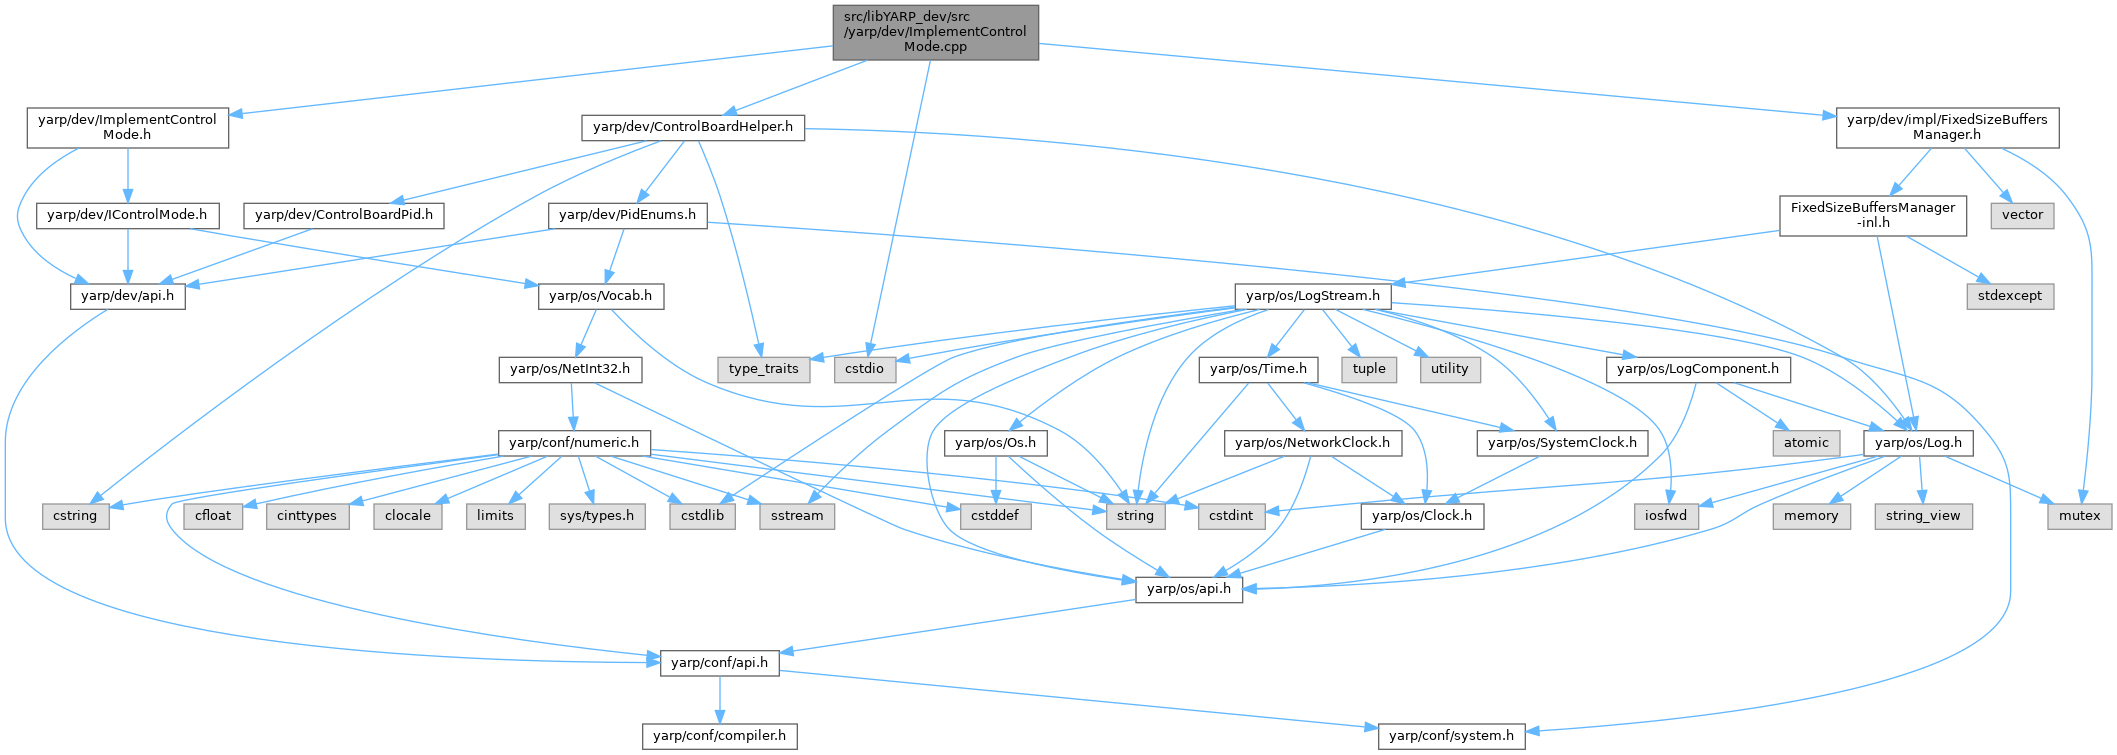 src/libYARP_dev/src
/yarp/dev/ImplementControl
Mode.cpp
yarp/dev/ImplementControl
Mode.h
yarp/dev/ControlBoardHelper.h
yarp/dev/impl/FixedSizeBuffers
Manager.h
yarp/dev/IControlMode.h
yarp/dev/ControlBoardPid.h
yarp/dev/PidEnums.h
FixedSizeBuffersManager
-inl.h
vector
yarp/dev/api.h
yarp/os/Vocab.h
yarp/os/LogStream.h
stdexcept
yarp/os/NetInt32.h
type_traits
cstdio
yarp/os/Time.h
tuple
utility
yarp/os/LogComponent.h
yarp/conf/numeric.h
yarp/os/Os.h
yarp/os/NetworkClock.h
yarp/os/SystemClock.h
atomic
yarp/os/Log.h
cstring
cfloat
cinttypes
clocale
limits
sys/types.h
cstdlib
sstream
cstddef
string
cstdint
yarp/os/Clock.h
iosfwd
memory
string_view
mutex
yarp/os/api.h
yarp/conf/api.h
yarp/conf/compiler.h
yarp/conf/system.h